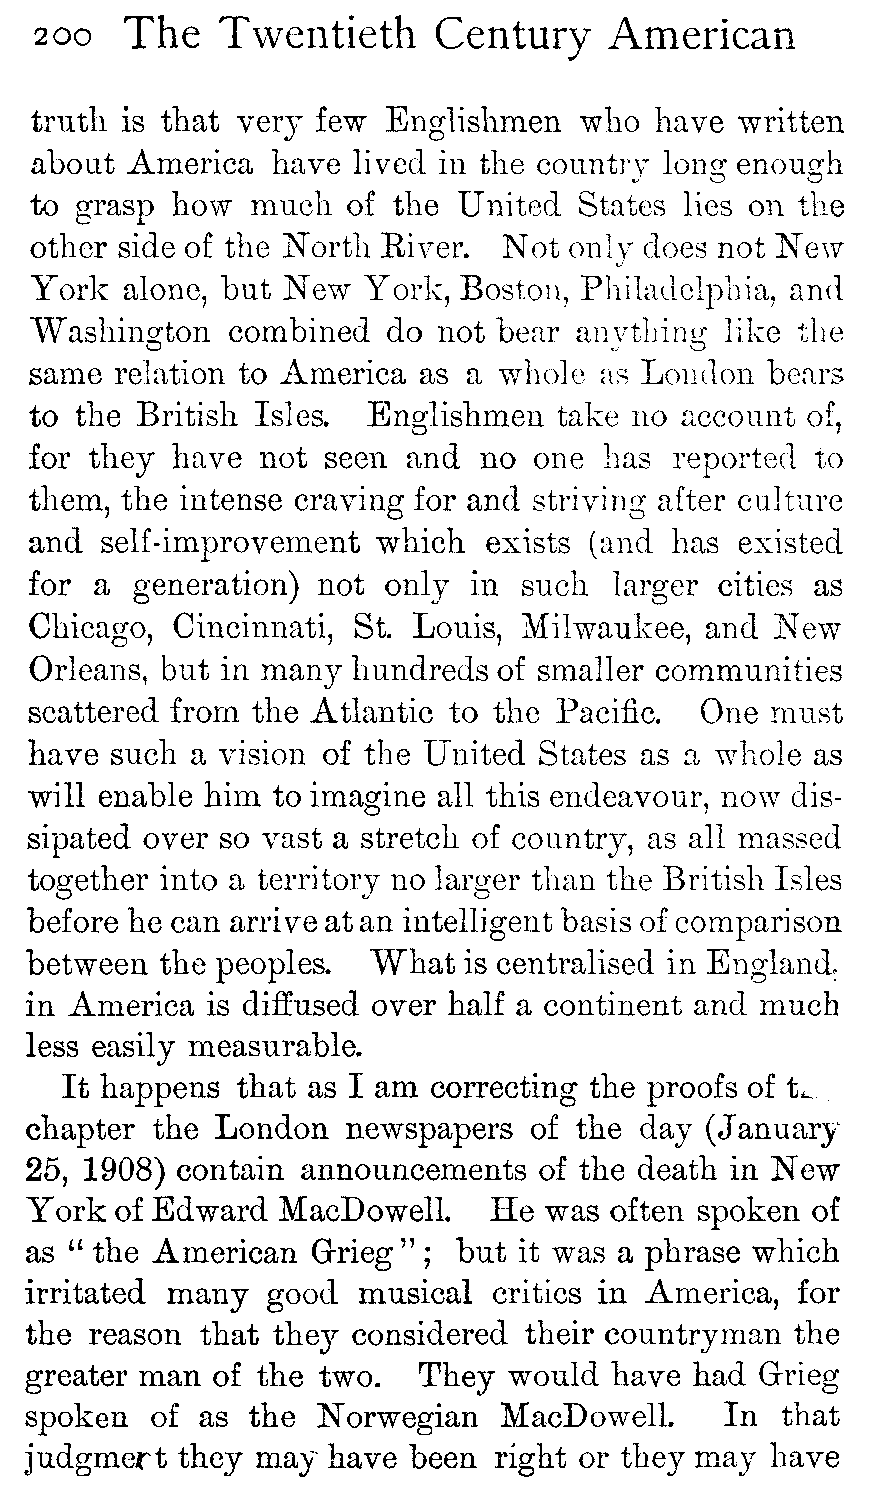 200 The Twentieth Century American
truth is that very few Englishmen who have written
about America have lived in the country long enough
to grasp how much of the United States lies on the
other side of the North River. Not only does not New
York alone, but New York, Boston, Philadelphia, and
Washington combined do not bear anything like the
same relation to America as a whole as London bears
to the British Isles. Englishmen take no account of,
for they have not seen and no one has reported to
them, the intense craving for and striving after culture
and self-improvement which exists (and has existed
for a generation) not only in such larger cities as
Chicago, Cincinnati, St. Louis, Milwaukee, and New
Orleans, but in many hundreds of smaller communities
scattered from the Atlantic to the Pacific. One must
have such a vision of the United States as a whole as
will enable him to imagine all this endeavour, now dis-
sipated over so vast a stretch of country, as all massed
together into a territory no larger than the British Isles
before he can arrive at an intelligent basis of comparison
between the peoples. What is centralised in England,
in America is diffused over half a continent and much
less easily measurable.
It happens that as I am correcting the proofs of
chapter the London newspapers of the day (January
25, 1908) contain announcements of the death in New
York of Edward MacDowell. He was often spoken of
as "the American Grieg"; but it was a phrase which
irritated many good musical critics in America, for
the reason that they considered their countryman the
greater man of the two. They would have had Grieg
spoken of as the Norwegian MacDowell. In that
judgment they may have been right or they may have